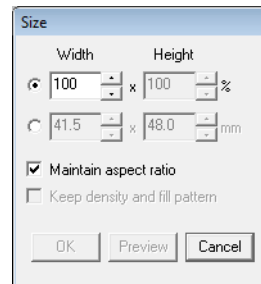 Size
Width Height
100 x 100 %
41.5 x 48.0 mm
Maintain aspect ratio
Keep density and fill pattern
OK Preview Cancel